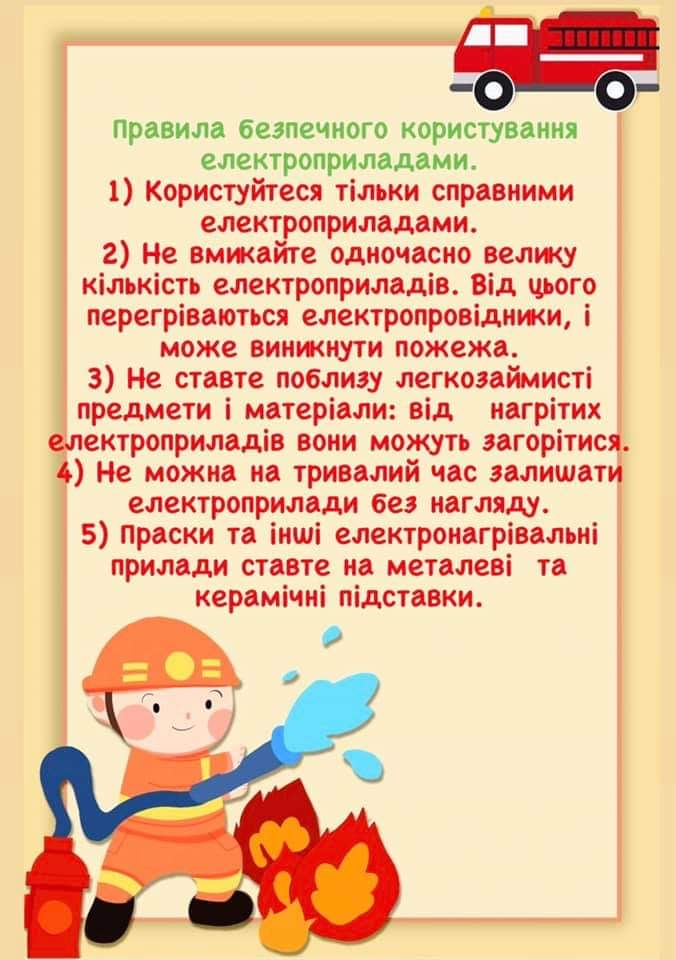 Правила безпечного користування
електроприладами.
1) Користуйтеся тільки справними
електроприладами.
2) Не вмикайте одночасно велику
кількість електроприладів. Від цього
перегріваються електропровідники, і
може виникнути пожежа.
3) Не ставте поблизу легкозаймисті
предмети і матеріали: від нагрітих
електроприладів вони можуть загорітися.
4) Не можна на тривалий час залишати
електроприлади без нагляду.
5) Праски та інші електронагрівальні
прилади ставте на металеві та
керамічні підставки.